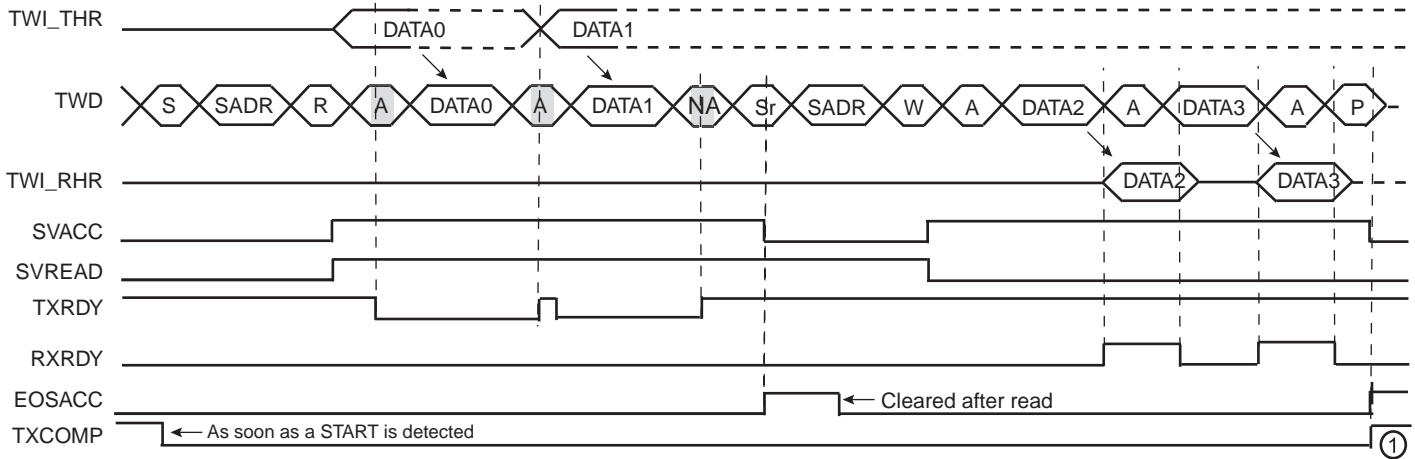 TWI_THR DATA0 DATA1
TWD S SADR R A DATA0 A DATA1 NA Sr SADR W A DATA2 A DATA3 A P
TWI_RHR DATA2 DATA3
SVACC
SVREAD
TXRDY
RXRDY
EOSACC Cleared after read
TXCOMP As soon as a START is detected 1